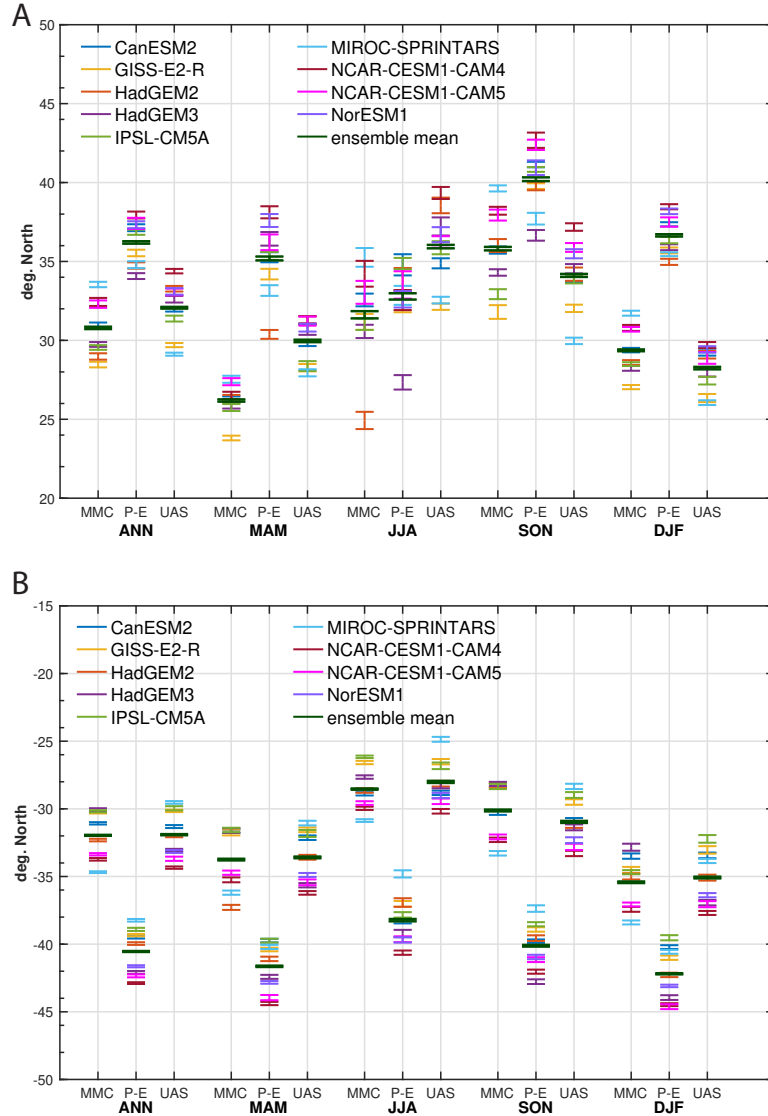 A
50
45
40
35
30
25
20
deg. North
CanESM2
GISS-E2-R
HadGEM2
HadGEM3
IPSL-CM5A
MIROC-SPRINTARS
NCAR-CESM1-CAM4
NCAR-CESM1-CAM5
NorESM1
ensemble mean
MMC P-E UAS MMC P-E UAS MMC P-E UAS MMC P-E UAS MMC P-E UAS
ANN MAM JJA SON DJF
B
-15
-20
-25
-30
-35
-40
-45
-50
deg. North
CanESM2
GISS-E2-R
HadGEM2
HadGEM3
IPSL-CM5A
MIROC-SPRINTARS
NCAR-CESM1-CAM4
NCAR-CESM1-CAM5
NorESM1
ensemble mean
MMC P-E UAS MMC P-E UAS MMC P-E UAS MMC P-E UAS MMC P-E UAS
ANN MAM JJA SON DJF